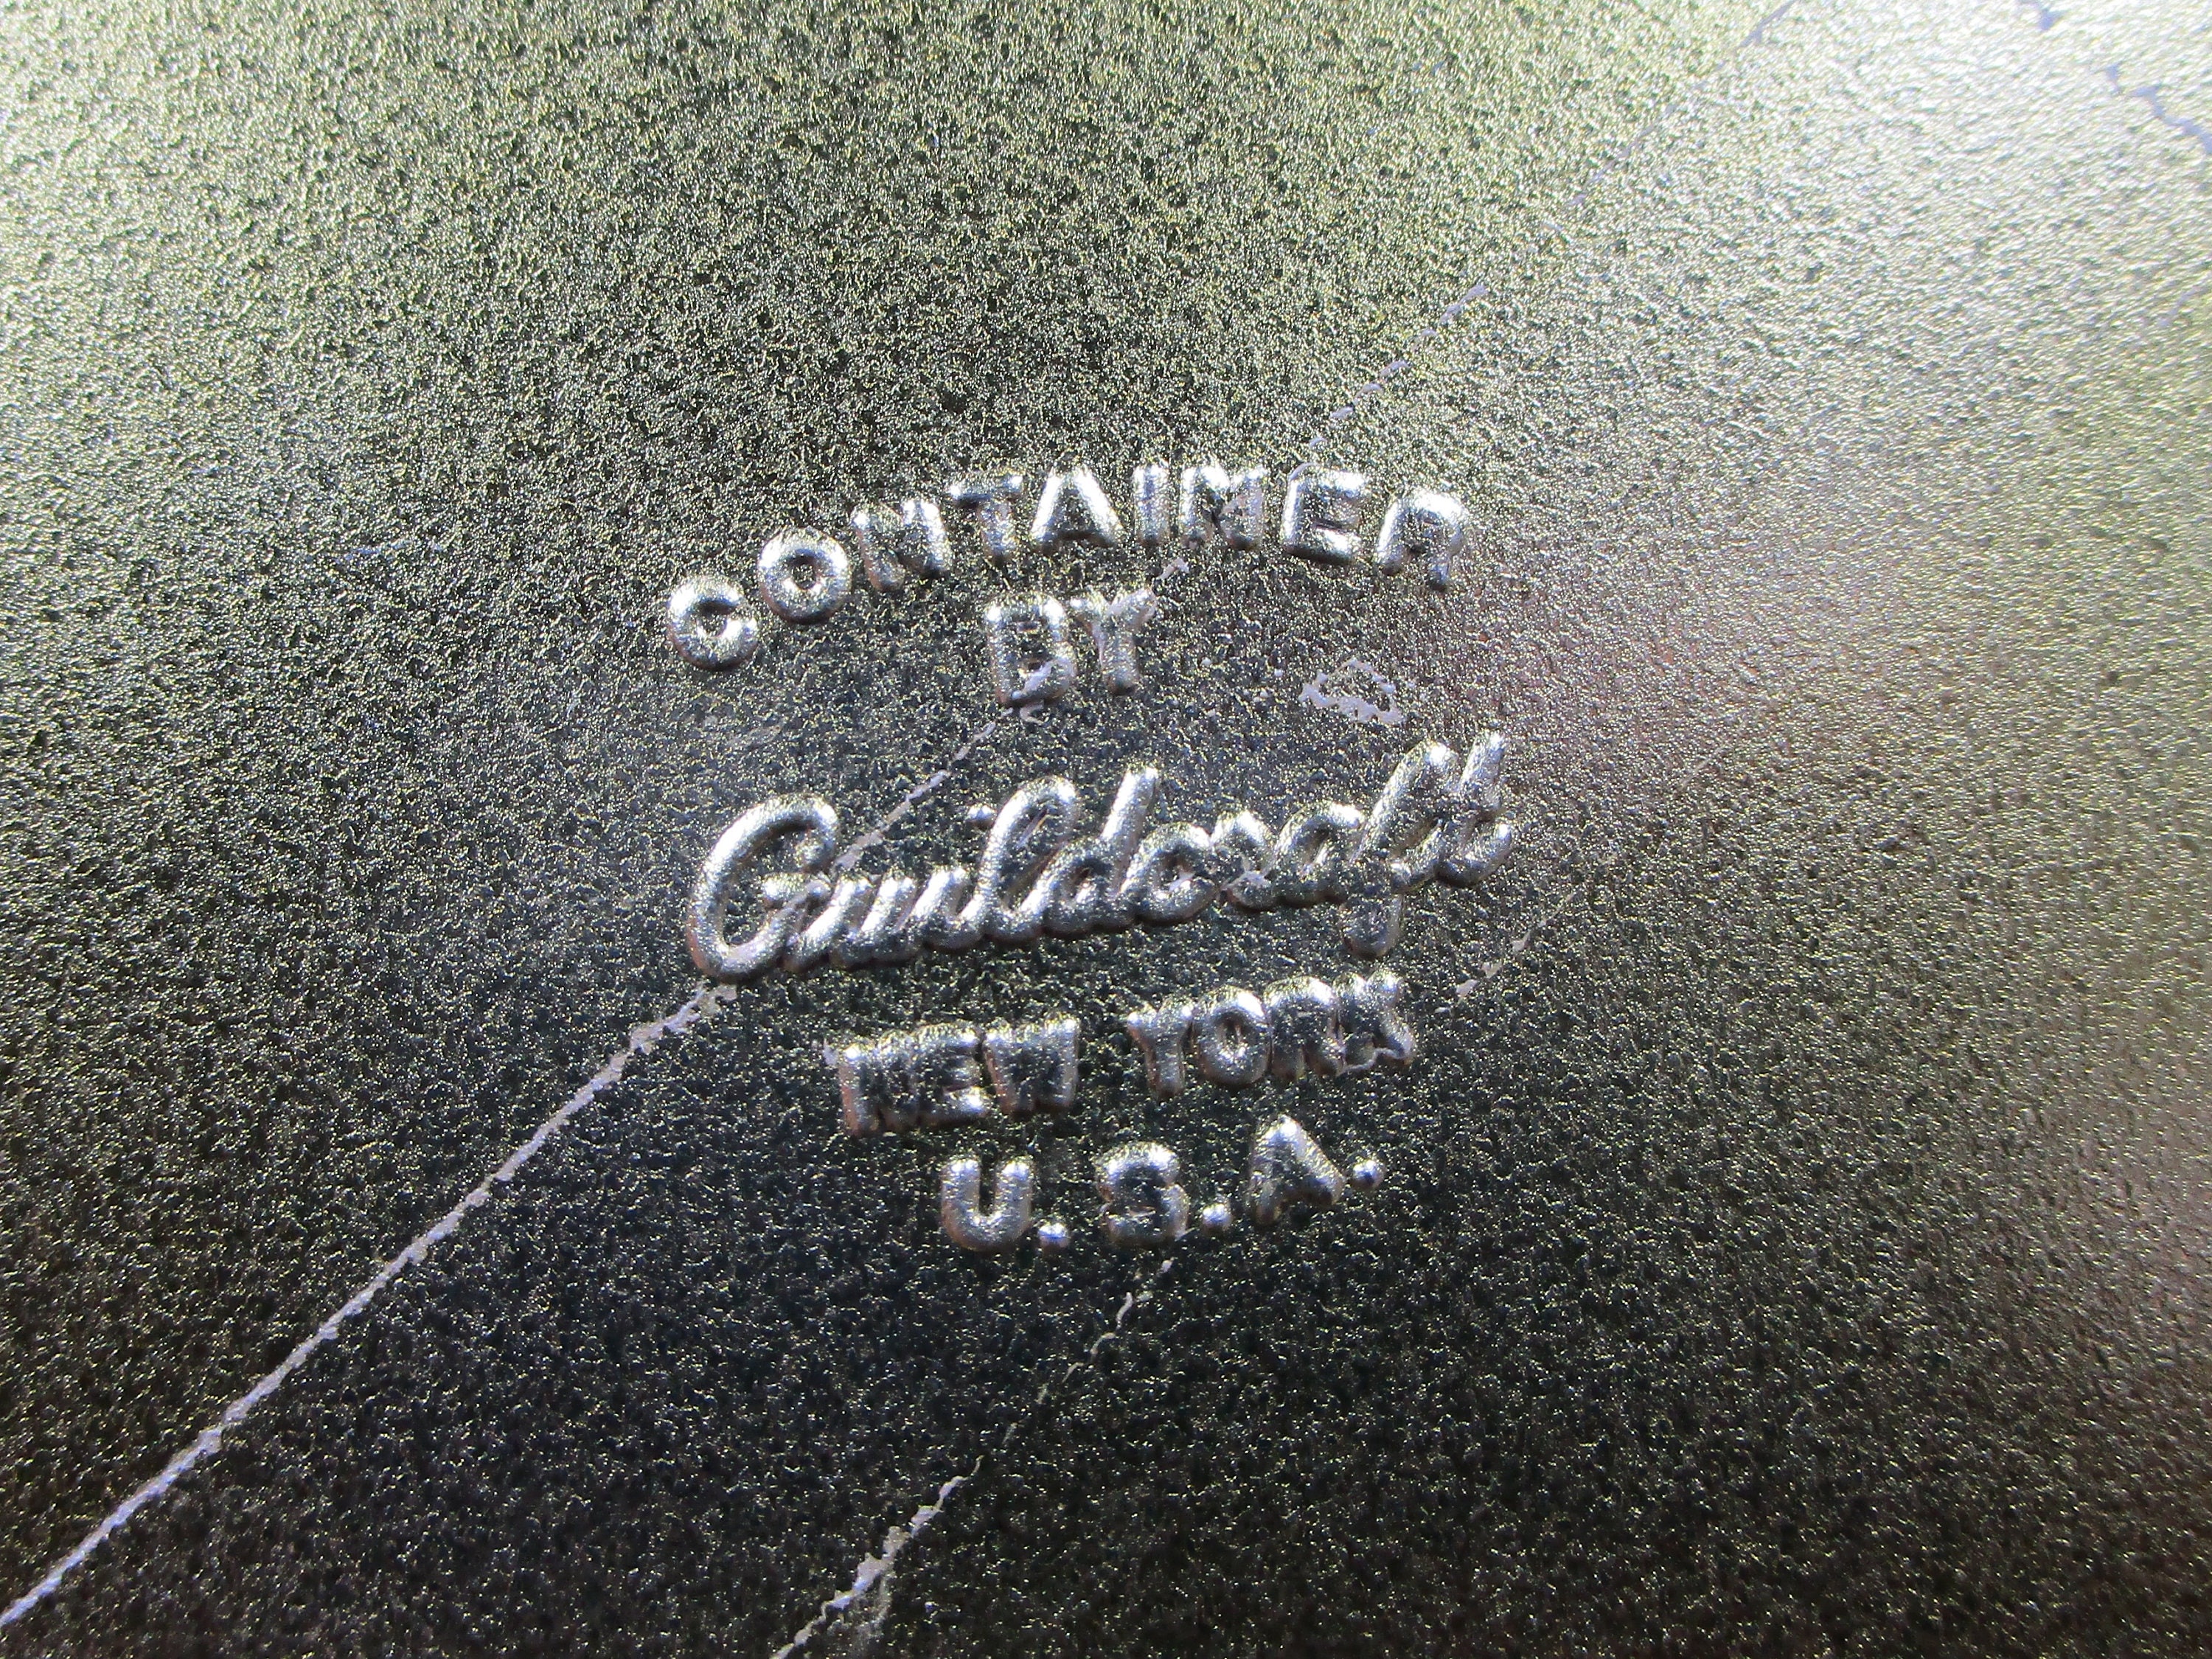 CONTAINER
BY
Guildcraft
NEW YORK
U.S.A.